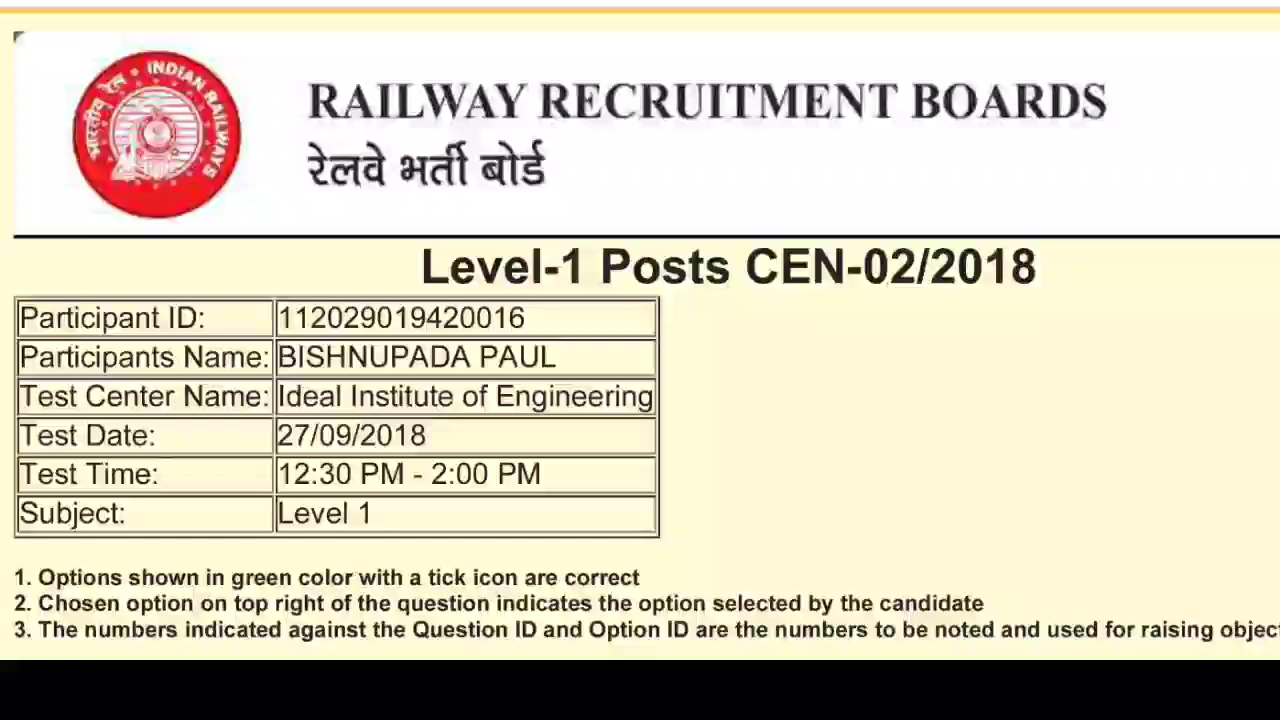 भारतीय रेल • INDIAN RAILWAYS
RAILWAY RECRUITMENT BOARDS
रेलवे भर्ती बोर्ड
Level-1 Posts CEN-02/2018
Participant ID: 112029019420016
Participants Name: BISHNUPADA PAUL
Test Center Name: Ideal Institute of Engineering
Test Date: 27/09/2018
Test Time: 12:30 PM - 2:00 PM
Subject: Level 1
1. Options shown in green color with a tick icon are correct
2. Chosen option on top right of the question indicates the option selected by the candidate
3. The numbers indicated against the Question ID and Option ID are the numbers to be noted and used for raising object